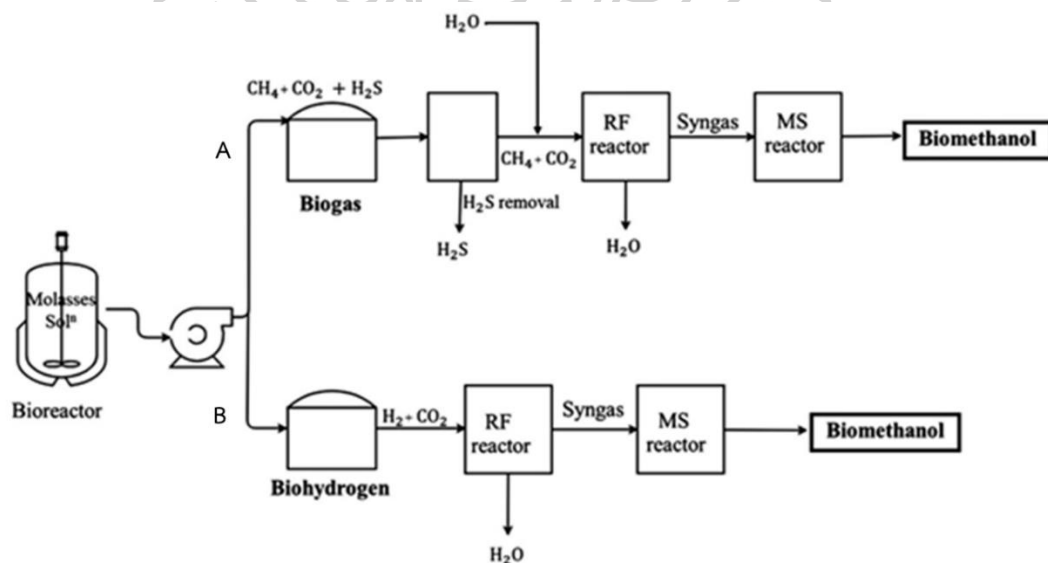 H₂O
CH₄ + CO₂ + H₂S
A
Biogas
CH₄ + CO₂
H₂S removal
H₂S
RF
reactor
H₂O
Syngas
MS
reactor
Biomethanol
Molasses
Solⁿ
Bioreactor
B
Biohydrogen
H₂ + CO₂
RF
reactor
H₂O
Syngas
MS
reactor
Biomethanol